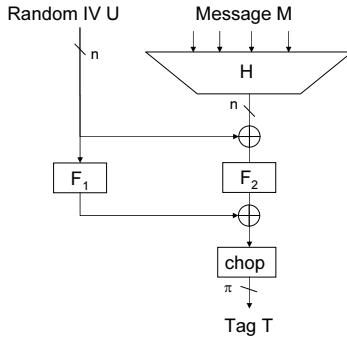 Random IV U
Message M
n
H
n
F1
F2
chop
π
Tag T